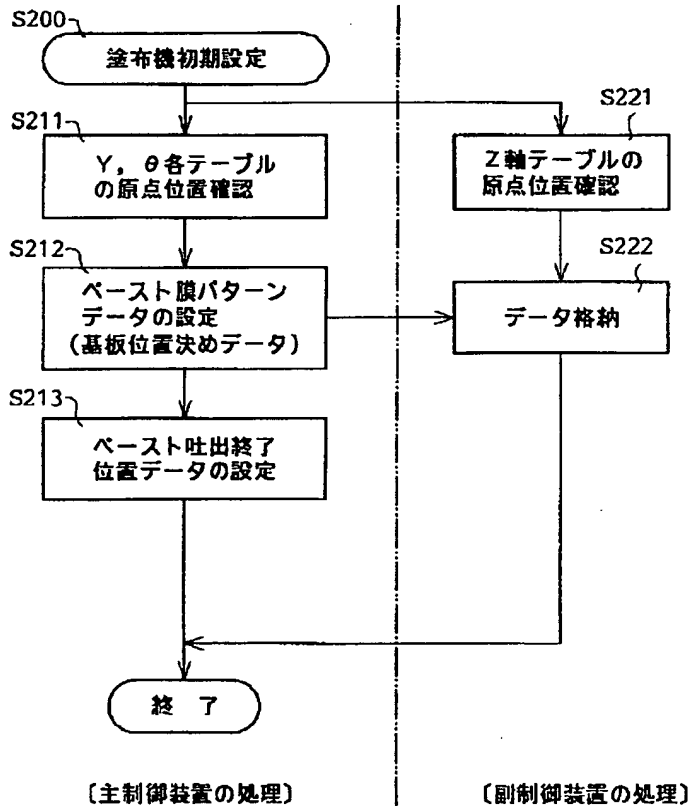 S200
塗布機初期設定
S211
Y，θ各テーブル
の原点位置確認
S221
Z軸テーブルの
原点位置確認
S212
ペースト膜パターン
データの設定
(基板位置決めデータ)
S222
データ格納
S213
ペースト吐出終了
位置データの設定
終 了
〔主制御装置の処理〕
〔副制御装置の処理〕